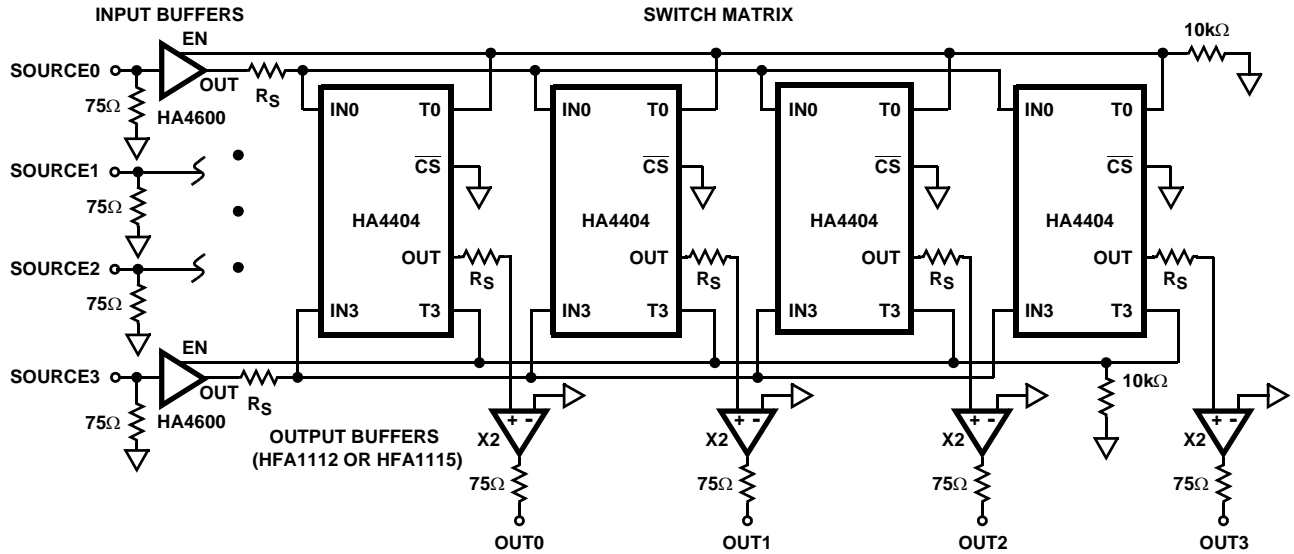 INPUT BUFFERS
SWITCH MATRIX
EN
10kΩ
SOURCE0
OUT
RS
75Ω
HA4600
IN0 T0
IN0 T0
IN0 T0
IN0 T0
SOURCE1
CS
CS
CS
CS
75Ω
HA4404
HA4404
HA4404
HA4404
SOURCE2
OUT
OUT
OUT
OUT
RS
RS
RS
RS
75Ω
IN3 T3
IN3 T3
IN3 T3
IN3 T3
EN
SOURCE3
OUT
RS
10kΩ
75Ω
HA4600
OUTPUT BUFFERS
(HFA1112 OR HFA1115)
X2
+ -
X2
+ -
X2
+ -
X2
+ -
75Ω
75Ω
75Ω
75Ω
OUT0
OUT1
OUT2
OUT3